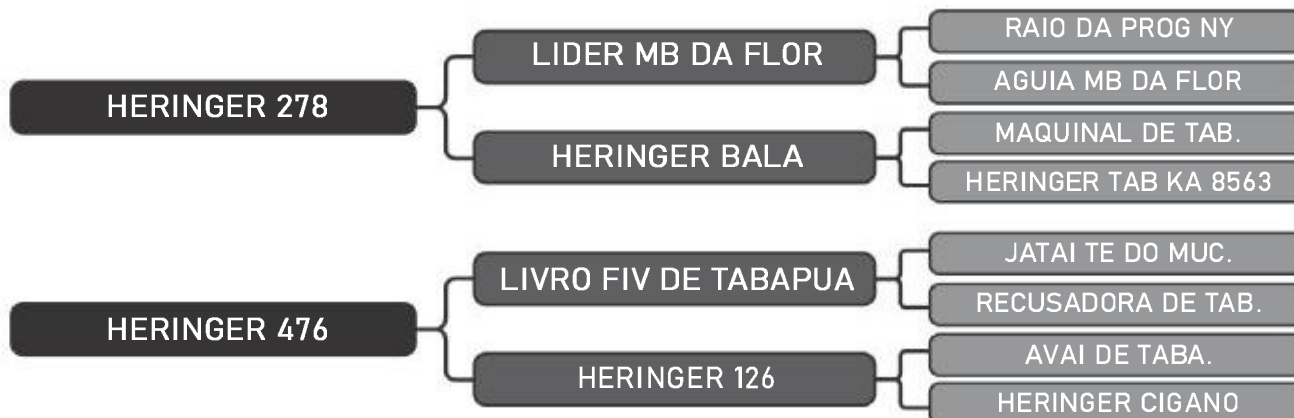 HERINGER 278
LIDER MB DA FLOR
RAIO DA PROG NY
AGUIA MB DA FLOR
HERINGER BALA
MAQUINAL DE TAB.
HERINGER TAB KA 8563
HERINGER 476
LIVRO FIV DE TABAPUA
JATAI TE DO MUC.
RECUSADORA DE TAB.
HERINGER 126
AVAI DE TABA.
HERINGER CIGANO